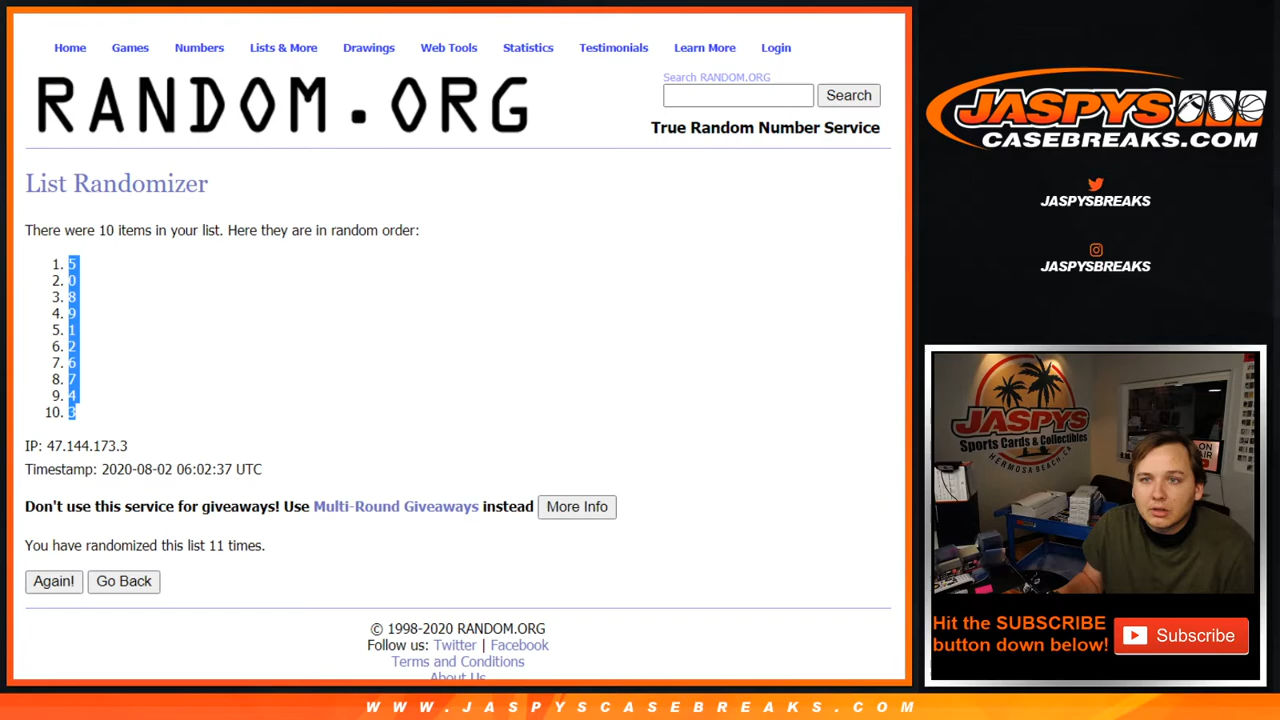 Home Games Numbers Lists & More Drawings Web Tools Statistics Testimonials Learn More Login
RANDOM.ORG
Search RANDOM.ORG
Search
True Random Number Service
List Randomizer
There were 10 items in your list. Here they are in random order:
1. 5
2. 0
3. 8
4. 9
5. 1
6. 2
7. 6
8. 7
9. 4
10. 3
IP: 47.144.173.3
Timestamp: 2020-08-02 06:02:37 UTC
Don't use this service for giveaways! Use Multi-Round Giveaways instead More Info
You have randomized this list 11 times.
Again! Go Back
© 1998-2020 RANDOM.ORG
Follow us: Twitter | Facebook
Terms and Conditions
About Us
JASPYS
CASEBREAKS.COM
JASPYSBREAKS
JASPYSBREAKS
JASPYS
Sports Cards & Collectibles
HERMOSA BEACH, CA
ON
AIR
Hit the SUBSCRIBE
button down below!
Subscribe
WWW.JASPYSCASEBREAKS.COM